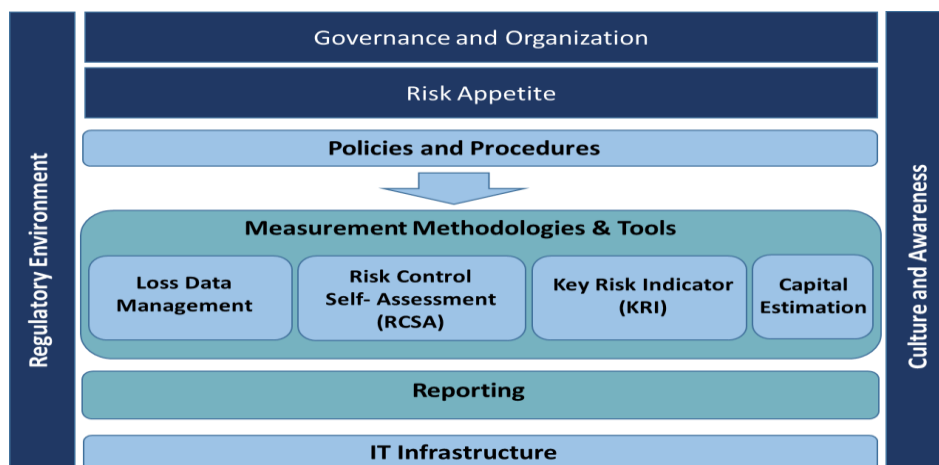 Regulatory Environment
Governance and Organization
Risk Appetite
Policies and Procedures
Measurement Methodologies & Tools
Loss Data
Management
Risk Control
Self- Assessment
(RCSA)
Key Risk Indicator
(KRI)
Capital
Estimation
Reporting
IT Infrastructure
Culture and Awareness